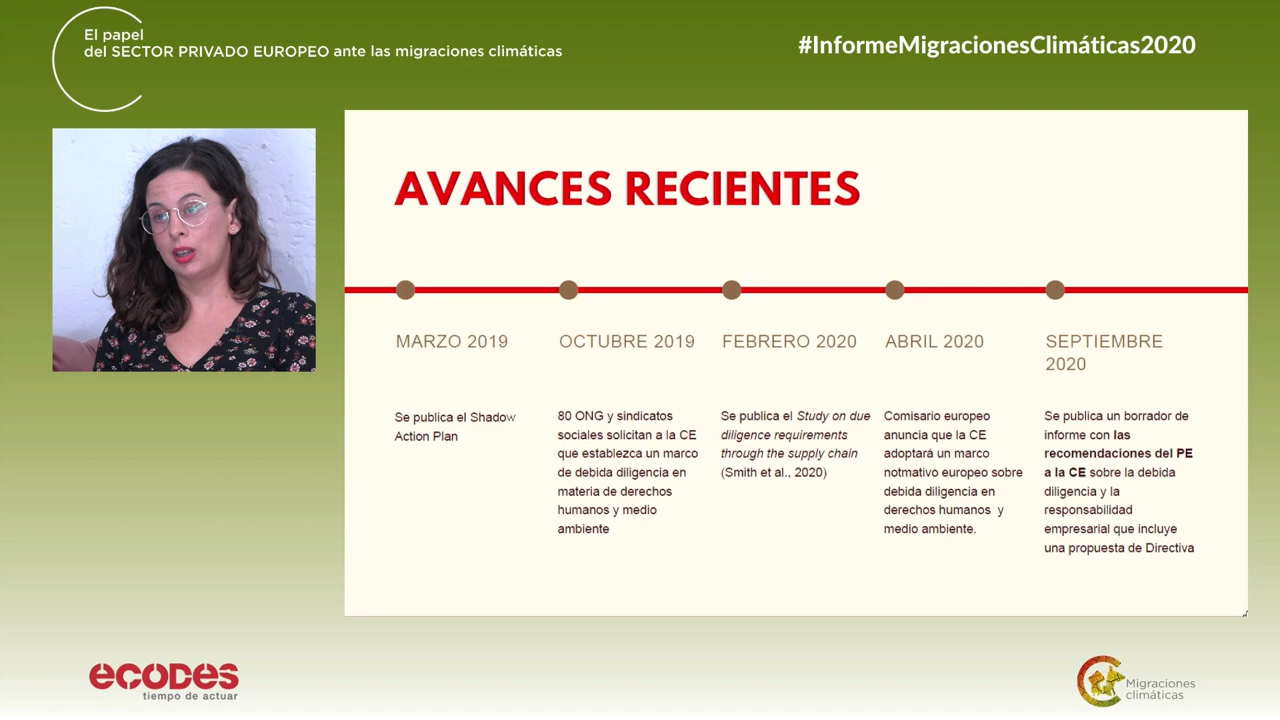 El papel
del SECTOR PRIVADO EUROPEO ante las migraciones climáticas
#InformeMigracionesClimáticas2020
AVANCES RECIENTES
MARZO 2019
Se publica el Shadow
Action Plan
OCTUBRE 2019
80 ONG y sindicatos
sociales solicitan a la CE
que establezca un marco
de debida diligencia en
materia de derechos
humanos y medio
ambiente
FEBRERO 2020
Se publica el Study on due
diligence requirements
through the supply chain
(Smith et al., 2020)
ABRIL 2020
Comisario europeo
anuncia que la CE
adoptará un marco
notmativo europeo sobre
debida diligencia en
derechos humanos y
medio ambiente.
SEPTIEMBRE
2020
Se publica un borrador de
informe con las
recomendaciones del PE
a la CE sobre la debida
diligencia y la
responsabilidad
empresarial que incluye
una propuesta de Directiva
ecodes
tiempo de actuar
Migraciones
climáticas